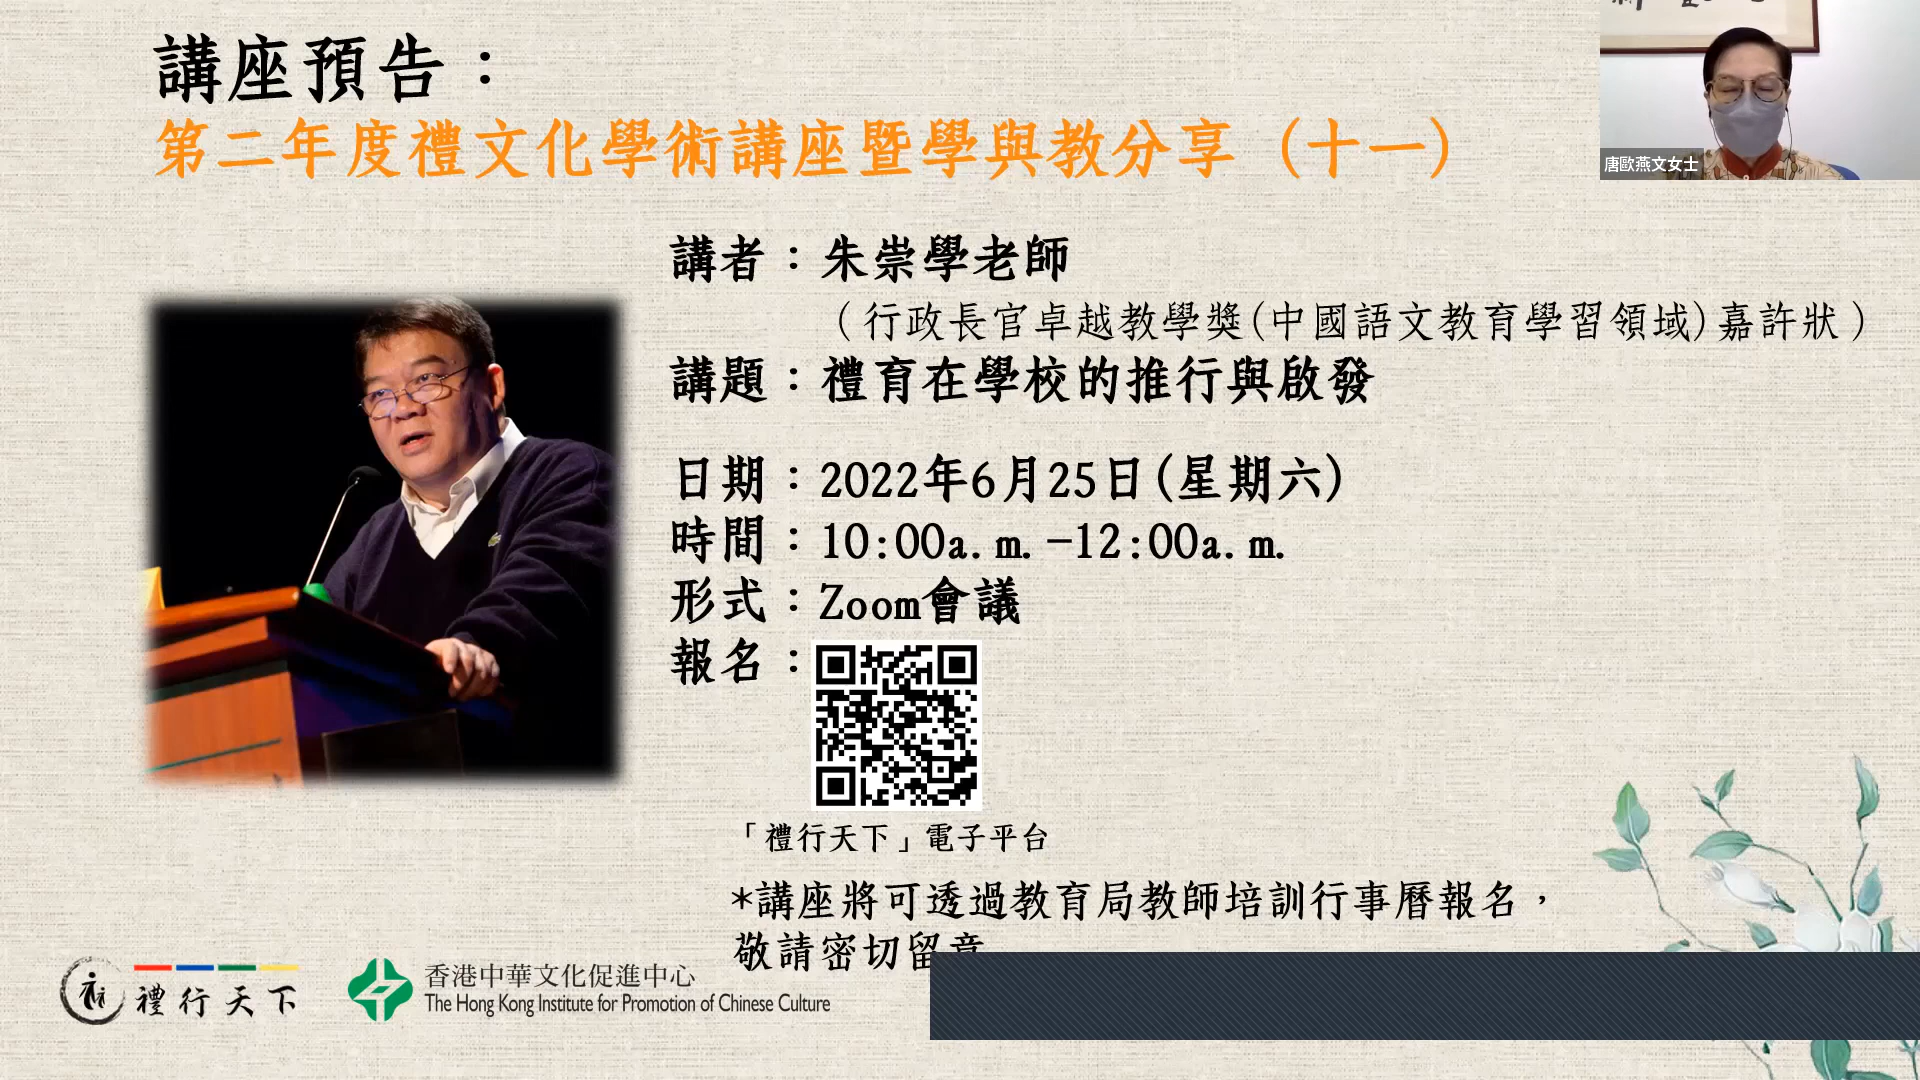 講座預告：
第二年度禮文化學術講座暨學與教分享（十一）
唐歐燕文女士
講者：朱崇學老師
（行政長官卓越教學獎(中國語文教育學習領域)嘉許狀）
講題：禮育在學校的推行與啟發
日期：2022年6月25日(星期六)
時間：10:00a.m.-12:00a.m.
形式：Zoom會議
報名：
「禮行天下」電子平台
*講座將可透過教育局教師培訓行事曆報名，
敬請密切留意
禮行天下
香港中華文化促進中心
The Hong Kong Institute for Promotion of Chinese Culture